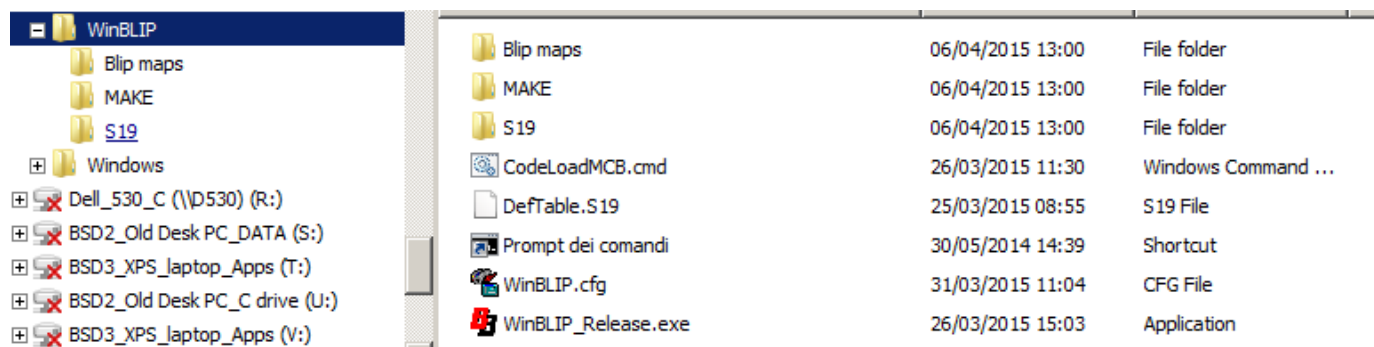 WinBLIP
Blip maps
MAKE
S19
Windows
Dell_530_C (\\D530) (R:)
BSD2_Old Desk PC_DATA (S:)
BSD3_XPS_laptop_Apps (T:)
BSD2_Old Desk PC_C drive (U:)
BSD3_XPS_laptop_Apps (V:)
Blip maps 06/04/2015 13:00 File folder
MAKE 06/04/2015 13:00 File folder
S19 06/04/2015 13:00 File folder
CodeLoadMCB.cmd 26/03/2015 11:30 Windows Command ...
DefTable.S19 25/03/2015 08:55 S19 File
Prompt dei comandi 30/05/2014 14:39 Shortcut
WinBLIP.cfg 31/03/2015 11:04 CFG File
WinBLIP_Release.exe 26/03/2015 15:03 Application